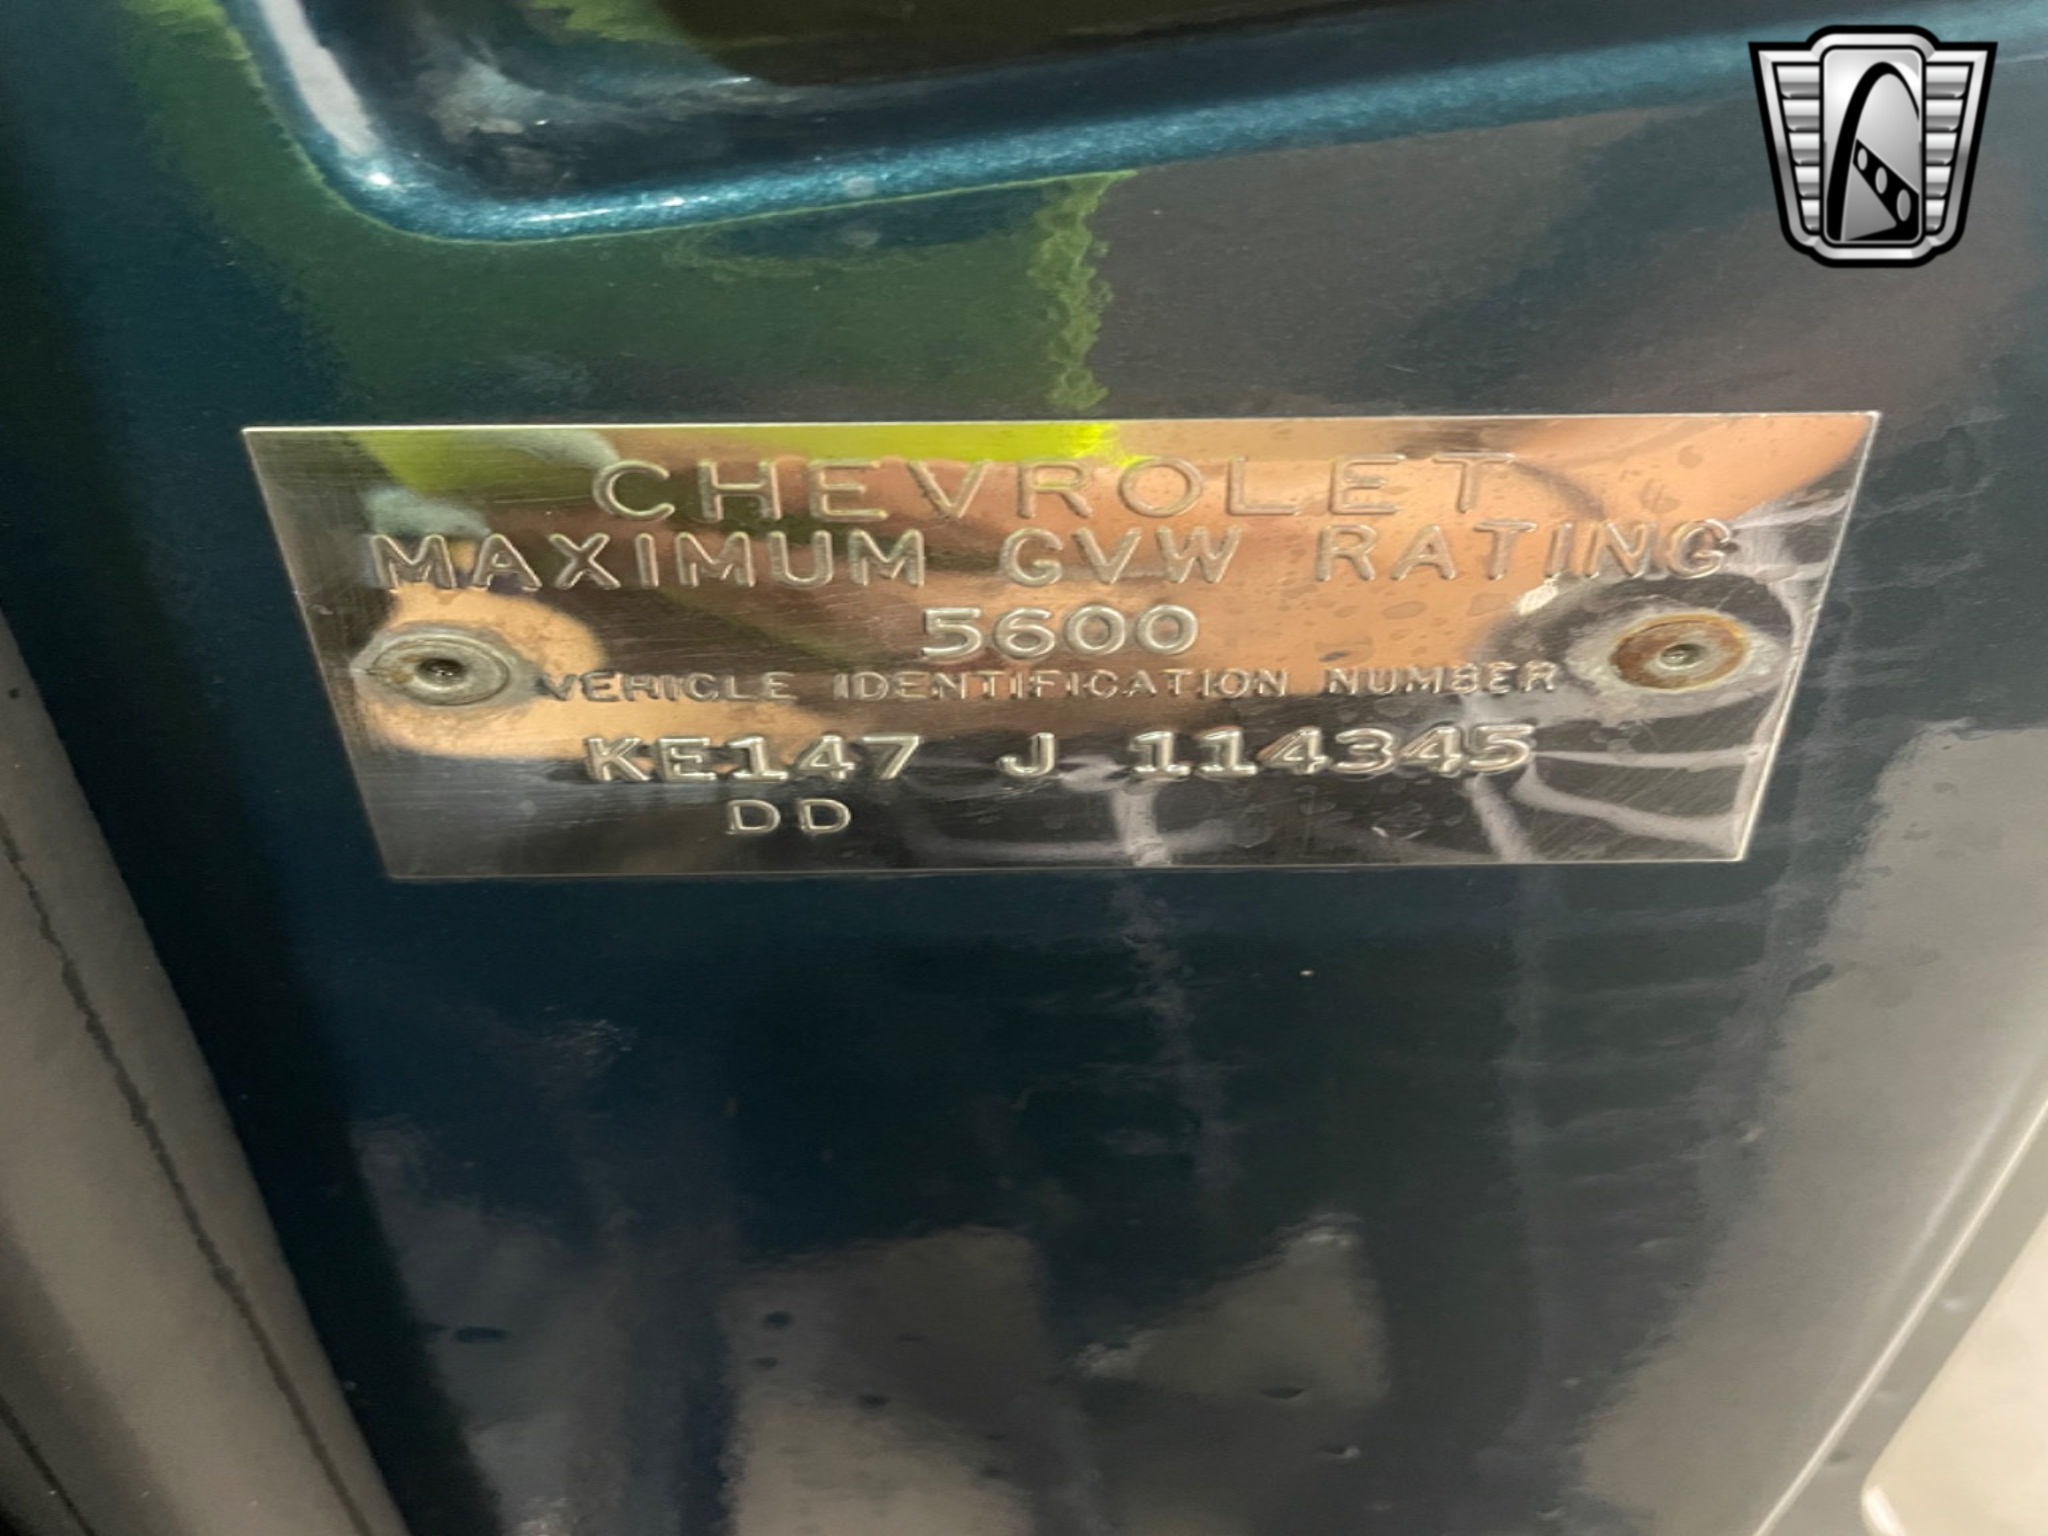 CHEVROLET
MAXIMUM GVW RATING
5600
VEHICLE IDENTIFICATION NUMBER
KE147 J 114345
DD